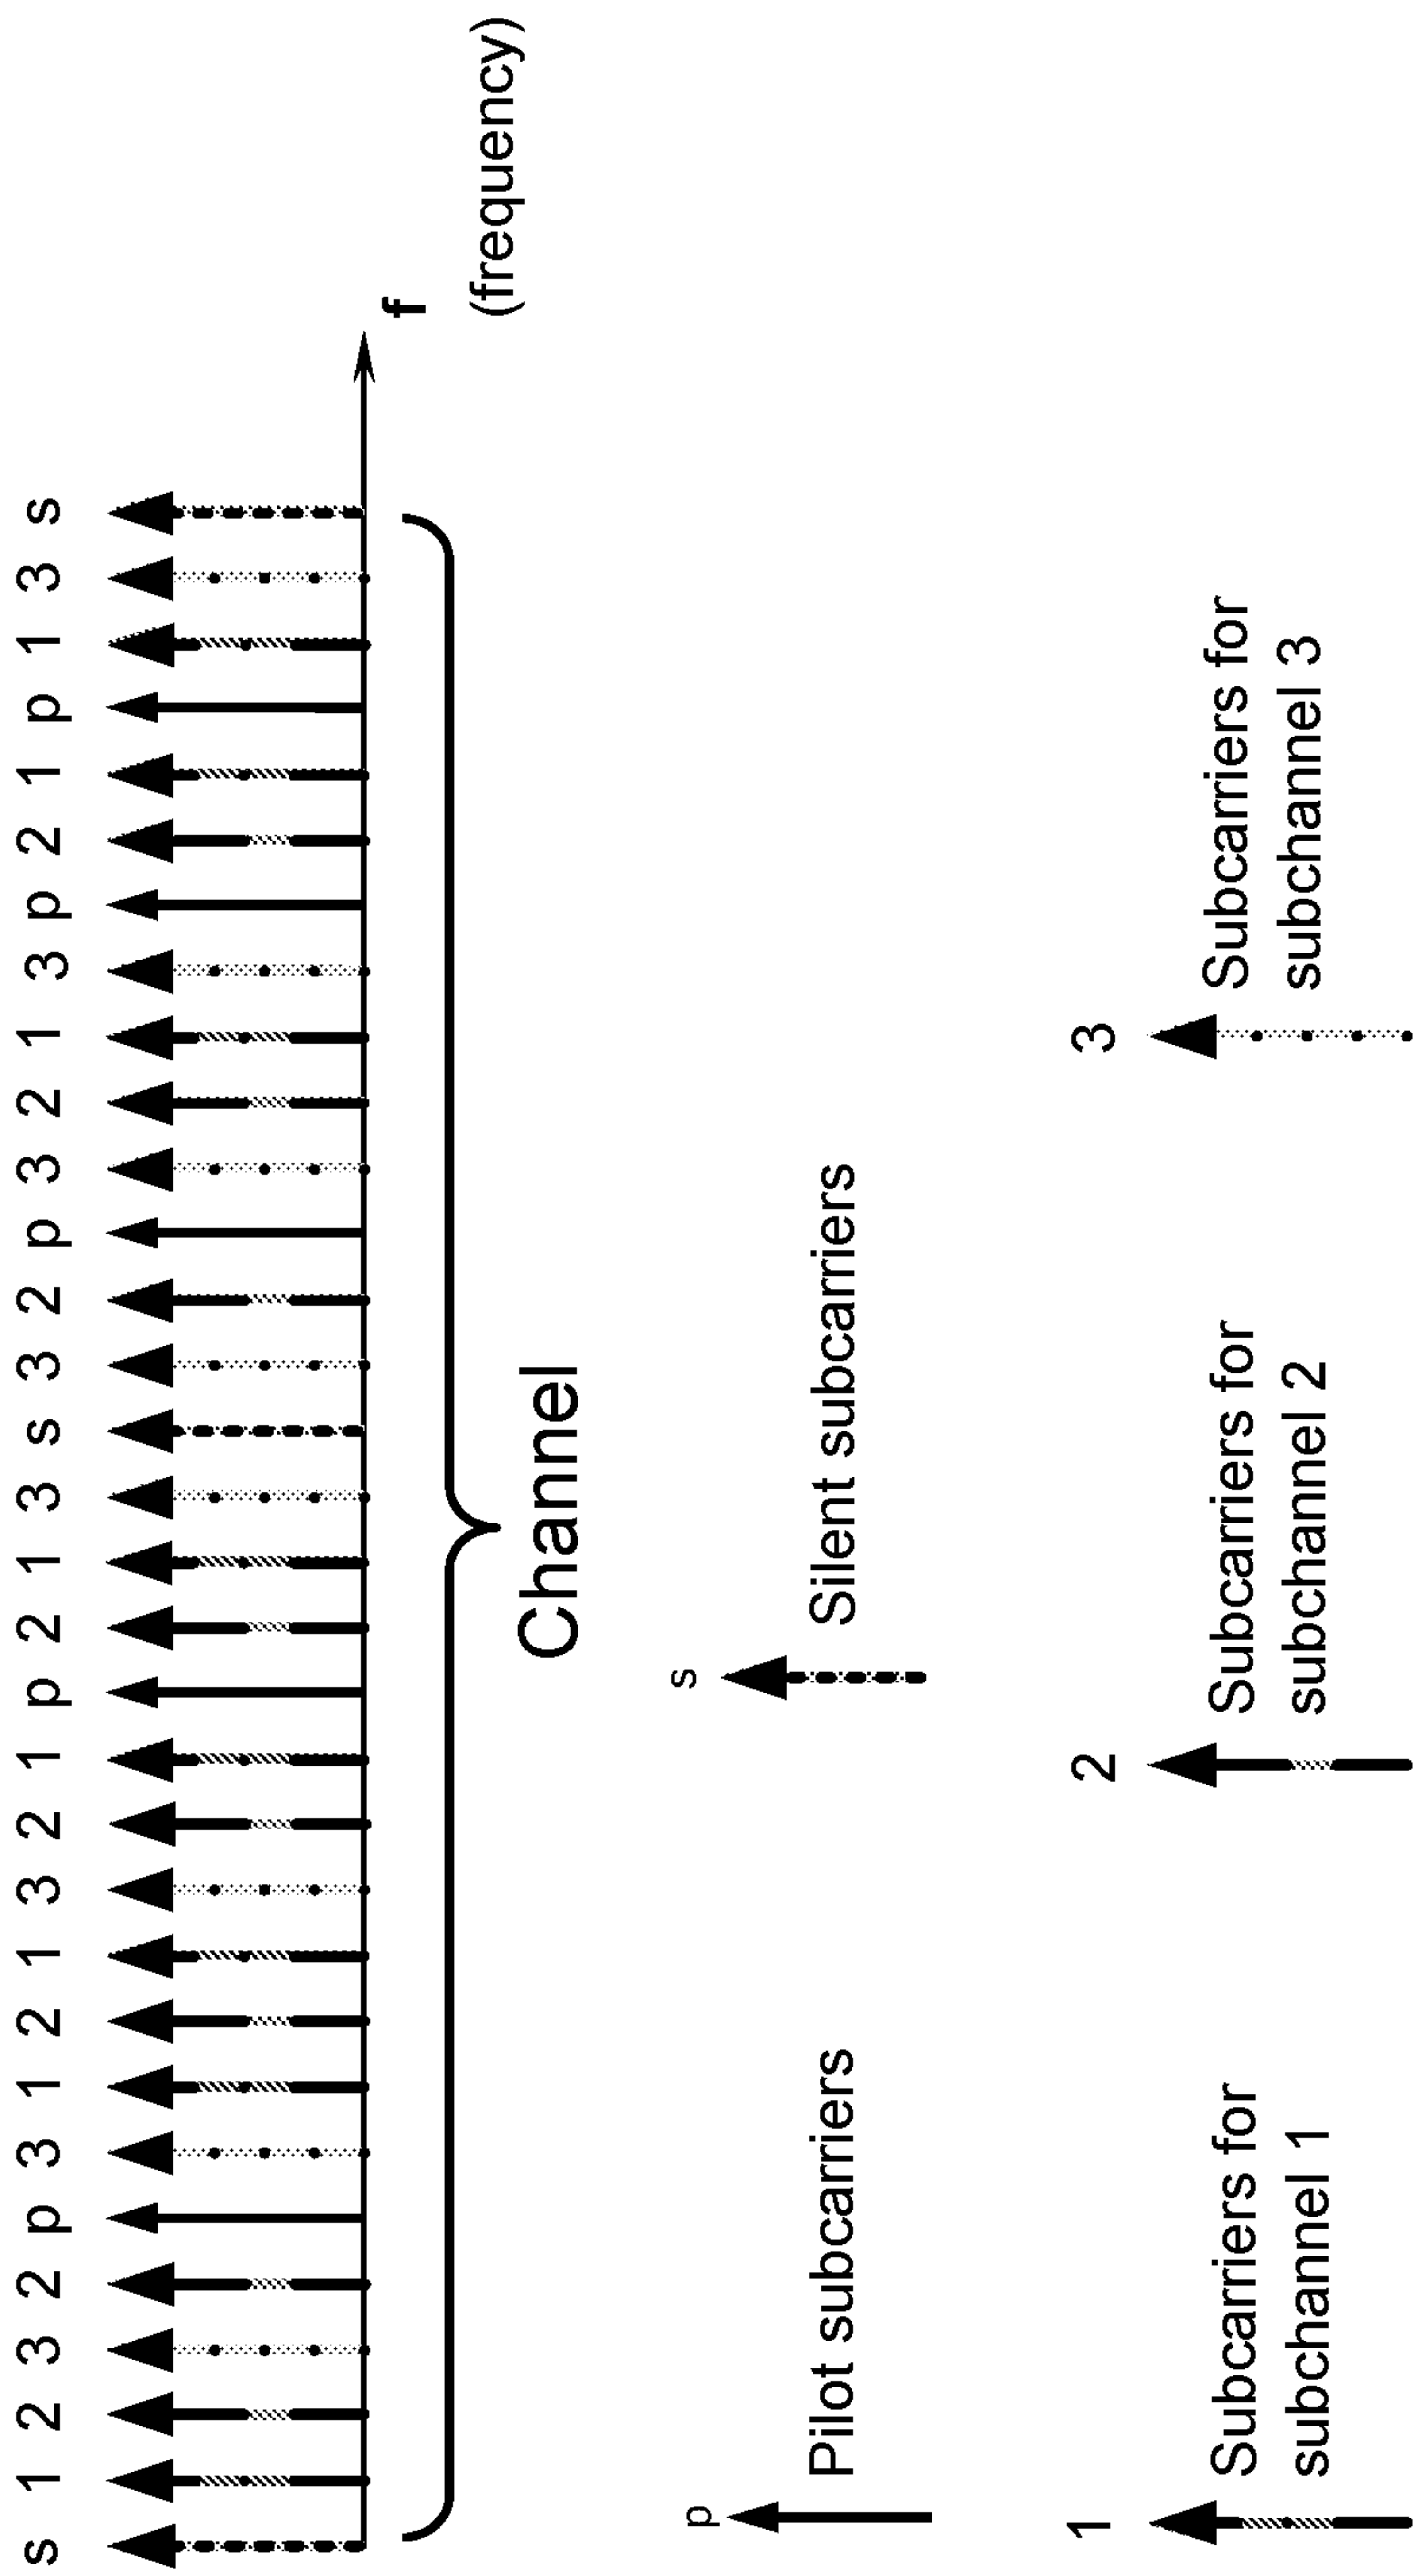 s 1 2 3 2 p 3 1 2 1 3 2 1 p 2 1 3 s 3 2 p 3 2 1 3 p 2 1 p 1 3 s
f
(frequency)
Channel
p Pilot subcarriers
s Silent subcarriers
1 Subcarriers for
subchannel 1
2 Subcarriers for
subchannel 2
3 Subcarriers for
subchannel 3